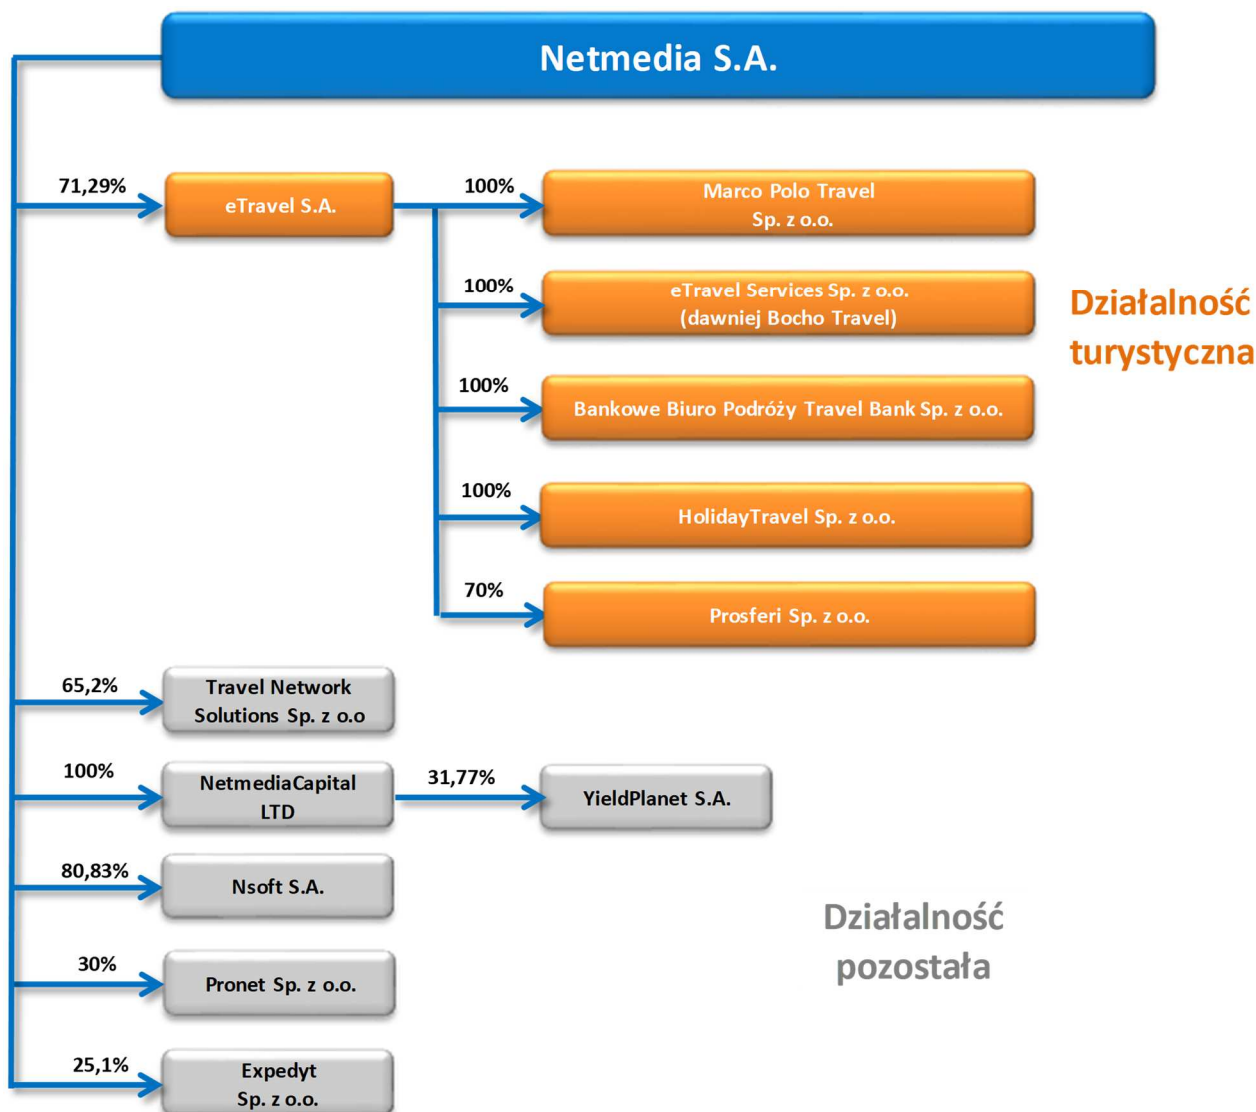 Netmedia S.A.
71,29%
eTravel S.A.
100%
Marco Polo Travel
Sp. z o.o.
100%
eTravel Services Sp. z o.o.
(dawniej Bocho Travel)
Działalność
turystyczna
100%
Bankowe Biuro Podróży Travel Bank Sp. z o.o.
100%
HolidayTravel Sp. z o.o.
70%
Prosferi Sp. z o.o.
65,2%
Travel Network
Solutions Sp. z o.o
100%
NetmediaCapital
LTD
31,77%
YieldPlanet S.A.
80,83%
Nsoft S.A.
Działalność
pozostała
30%
Pronet Sp. z o.o.
25,1%
Expedyt
Sp. z o.o.